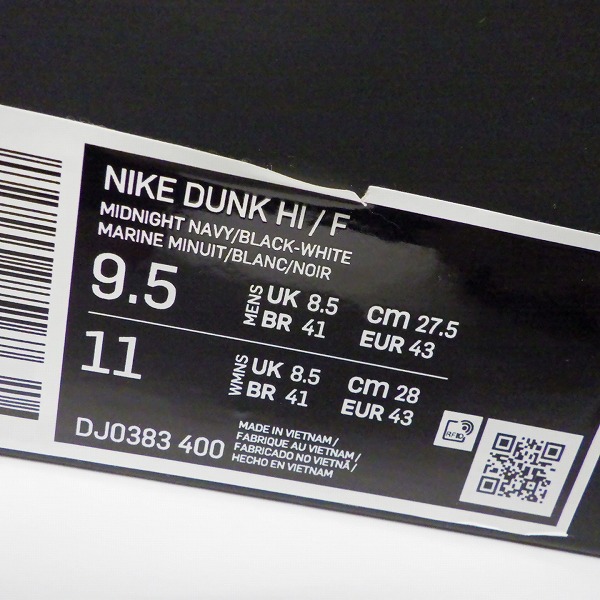 NIKE DUNK HI / F
MIDNIGHT NAVY/BLACK-WHITE
MARINE MINUIT/BLANC/NOIR
9.5 MENS UK 8.5 cm 27.5
BR 41 EUR 43
11 WMNS UK 8.5 cm 28
BR 41 EUR 43
DJ0383 400
MADE IN VIETNAM /
FABRIQUE AU VIETNAM /
FABRICADO NO VIETNÃ /
HECHO EN VIETNAM
RFID